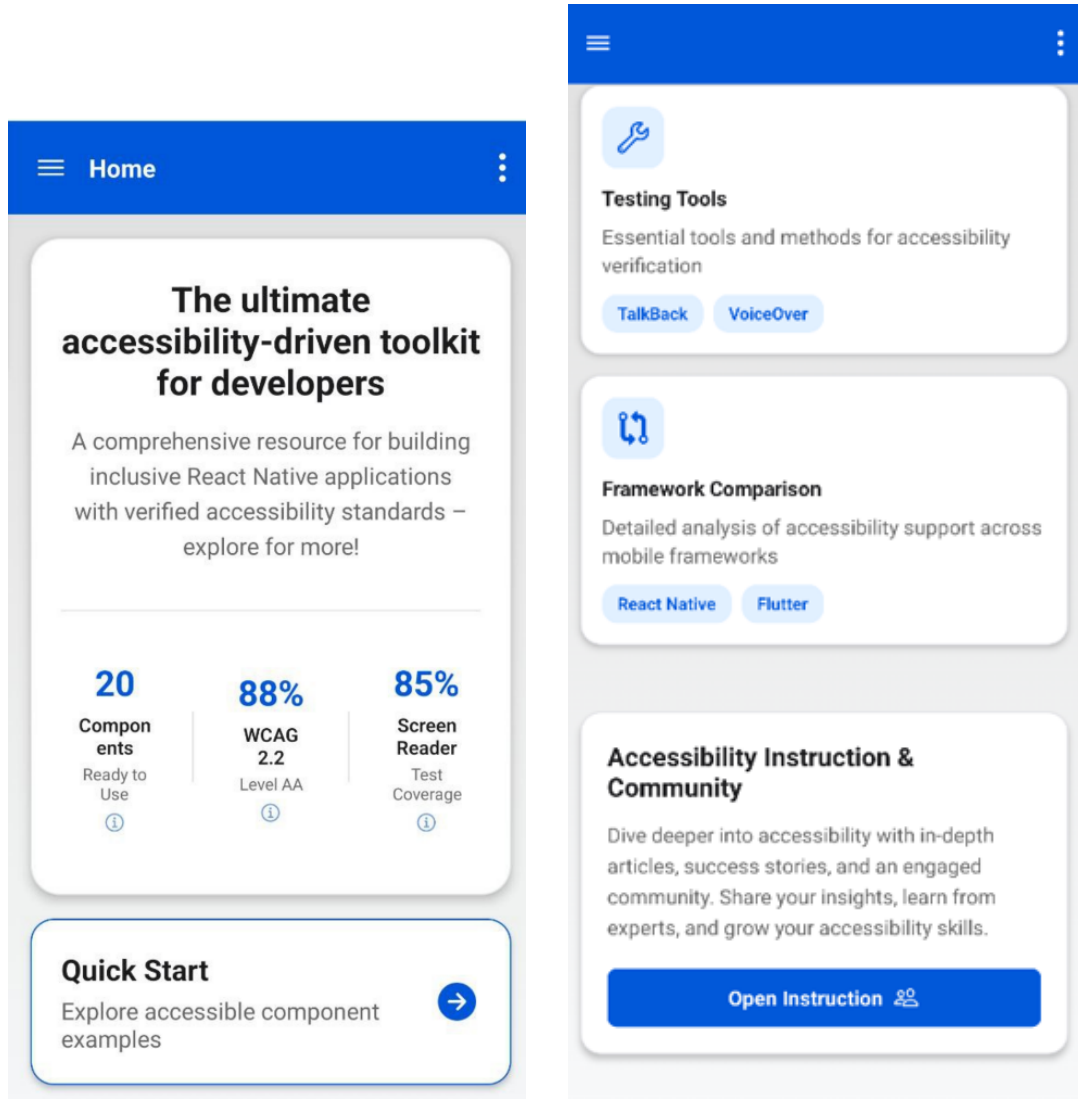 Home
The ultimate
accessibility-driven toolkit
for developers
A comprehensive resource for building
inclusive React Native applications
with verified accessibility standards –
explore for more!
20
Compon
ents
Ready to
Use
88%
WCAG
2.2
Level AA
85%
Screen
Reader
Test
Coverage
Quick Start
Explore accessible component
examples
Testing Tools
Essential tools and methods for accessibility
verification
TalkBack VoiceOver
Framework Comparison
Detailed analysis of accessibility support across
mobile frameworks
React Native Flutter
Accessibility Instruction &
Community
Dive deeper into accessibility with in-depth
articles, success stories, and an engaged
community. Share your insights, learn from
experts, and grow your accessibility skills.
Open Instruction